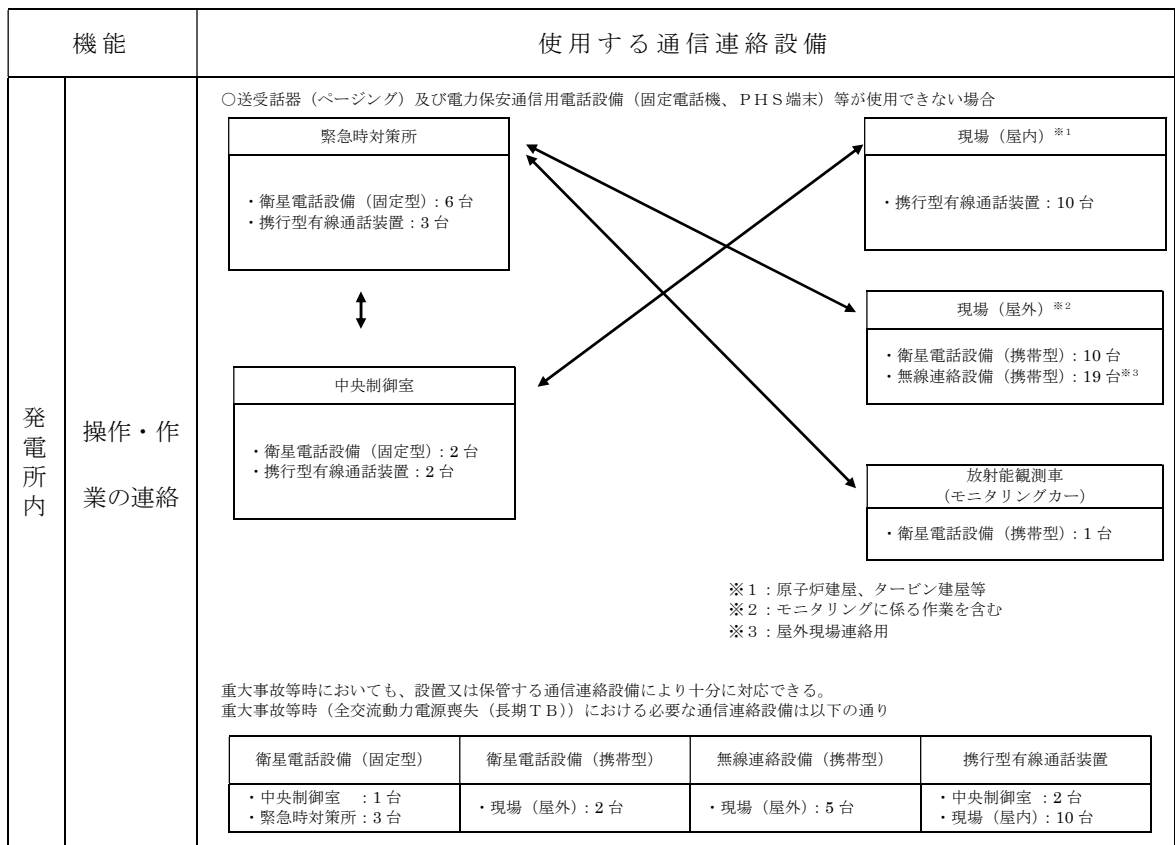 機能
使用する通信連絡設備
発電所内
操作・作
業の連絡
○送受話器（ページング）及び電力保安通信用電話設備（固定電話機、ＰＨＳ端末）等が使用できない場合
緊急時対策所
・衛星電話設備（固定型）：6 台
・携行型有線通話装置：3 台
現場（屋内）※1
・携行型有線通話装置：10 台
現場（屋外）※2
・衛星電話設備（携帯型）：10 台
・無線連絡設備（携帯型）：19 台※3
中央制御室
・衛星電話設備（固定型）：2 台
・携行型有線通話装置：2 台
放射能観測車
（モニタリングカー）
・衛星電話設備（携帯型）：1 台
※１：原子炉建屋、タービン建屋等
※２：モニタリングに係る作業を含む
※３：屋外現場連絡用
重大事故等時においても、設置又は保管する通信連絡設備により十分に対応できる。
重大事故等時（全交流動力電源喪失（長期ＴＢ））における必要な通信連絡設備は以下の通り
衛星電話設備（固定型）
衛星電話設備（携帯型）
無線連絡設備（携帯型）
携行型有線通話装置
・中央制御室　：1 台
・緊急時対策所：3 台
・現場（屋外）：2 台
・現場（屋外）：5 台
・中央制御室 ：2 台
・現場（屋内）：10 台